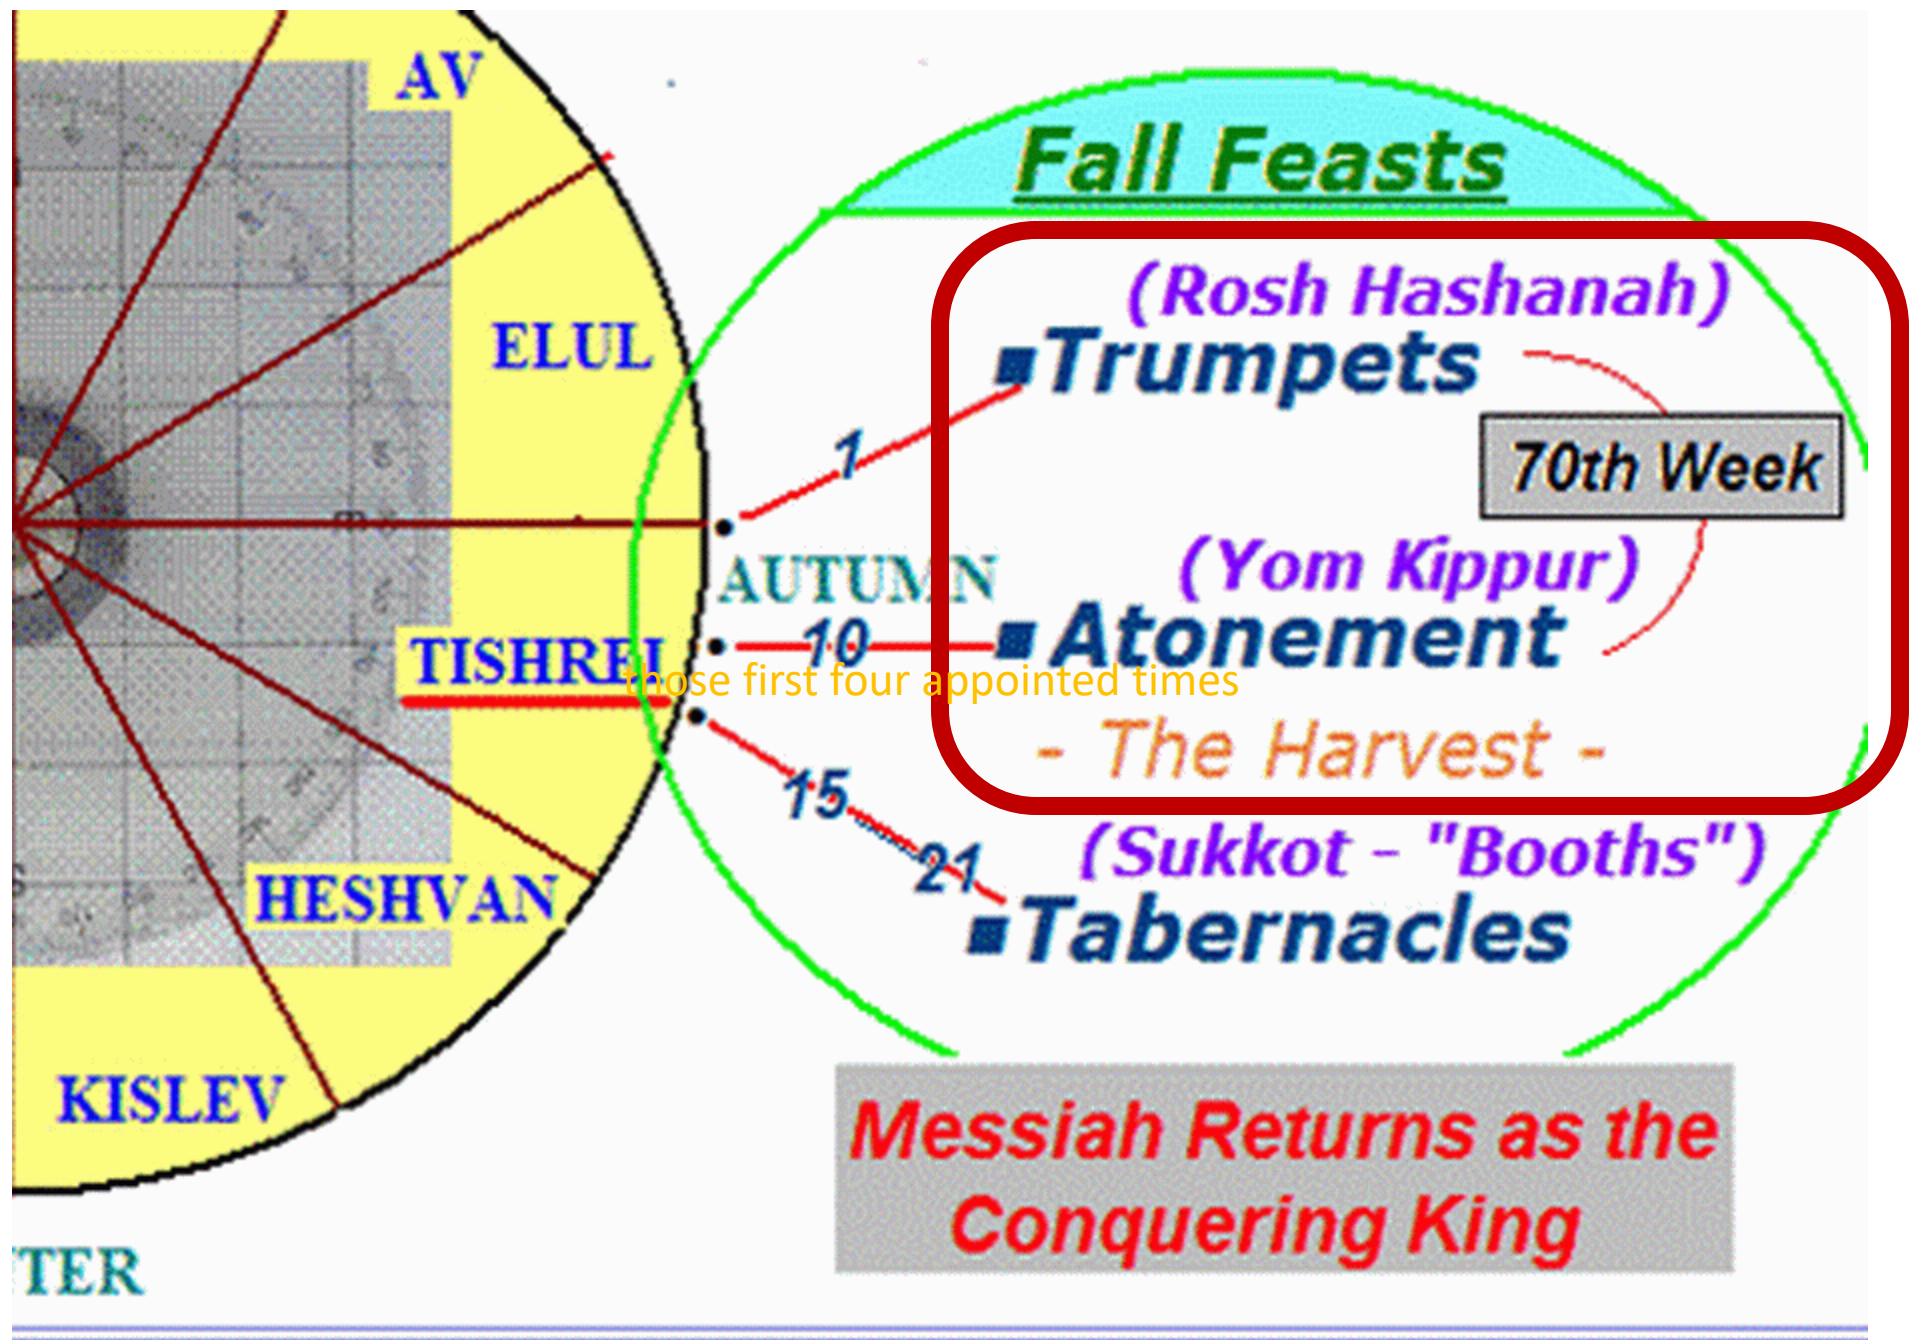 AV
Fall Feasts
(Rosh Hashanah)
ELUL
▪Trumpets
1
70th Week
(Yom Kippur)
AUTUMN
TISHREI
10
▪Atonement
those first four appointed times
- The Harvest -
15
21
(Sukkot - "Booths")
▪Tabernacles
HESHVAN
KISLEV
Messiah Returns as the
Conquering King
TER